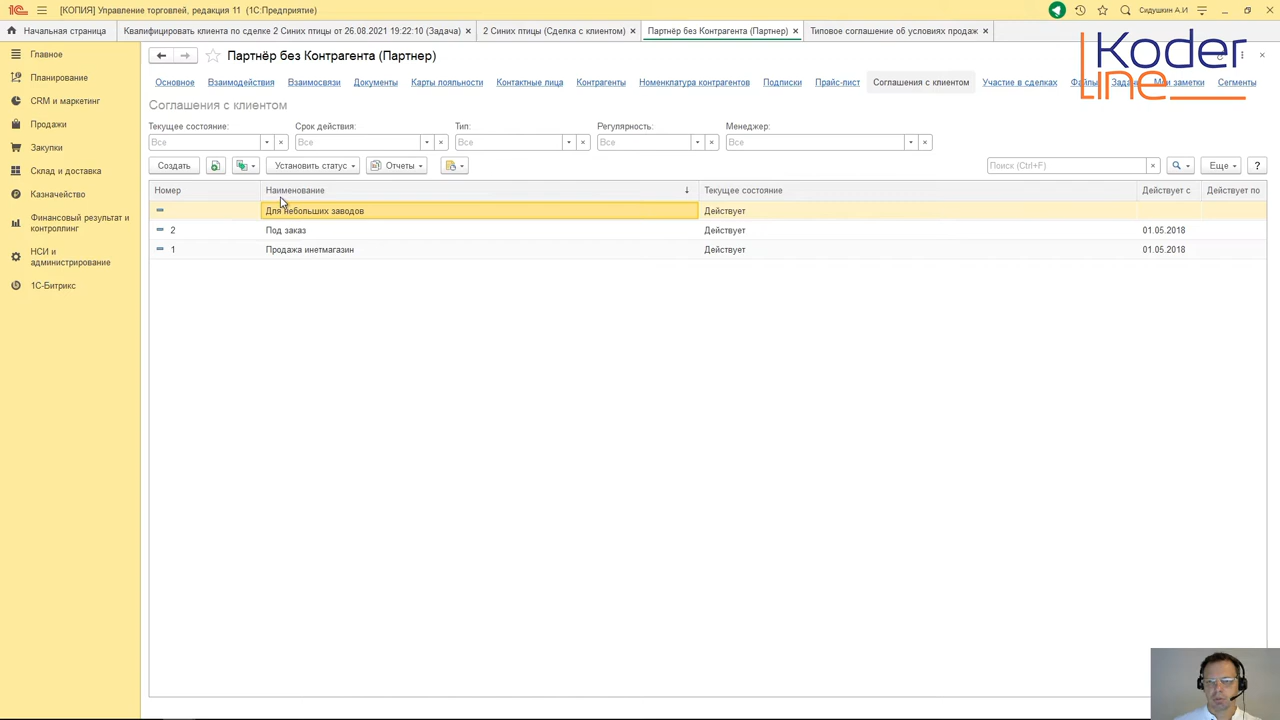 [КОПИЯ] Управление торговлей, редакция 11 (1С:Предприятие)
Поиск Ctrl+Shift+F
Сидушкин А.И
Начальная страница
Квалифицировать клиента по сделке 2 Синих птицы от 26.08.2021 19:22:10 (Задача)
2 Синих птицы (Сделка с клиентом)
Партнёр без Контрагента (Партнер)
Типовое соглашение об условиях продаж
Koder
Line
Главное
Планирование
CRM и маркетинг
Продажи
Закупки
Склад и доставка
Казначейство
Финансовый результат и
контроллинг
НСИ и
администрирование
1С-Битрикс
Партнёр без Контрагента (Партнер)
Основное
Взаимодействия
Взаимосвязи
Документы
Карты лояльности
Контактные лица
Контрагенты
Номенклатура контрагентов
Подписки
Прайс-лист
Соглашения с клиентом
Участие в сделках
Файлы
Мои заметки
Сегменты
Соглашения с клиентом
Текущее состояние:
Срок действия:
Тип:
Регулярность:
Менеджер:
Все
Все
Все
Все
Все
Создать
Установить статус
Отчеты
Поиск (Ctrl+F)
Еще
?
Номер Наименование Текущее состояние Действует с Действует по
Для небольших заводов Действует
2 Под заказ Действует 01.05.2018
1 Продажа инетмагазин Действует 01.05.2018